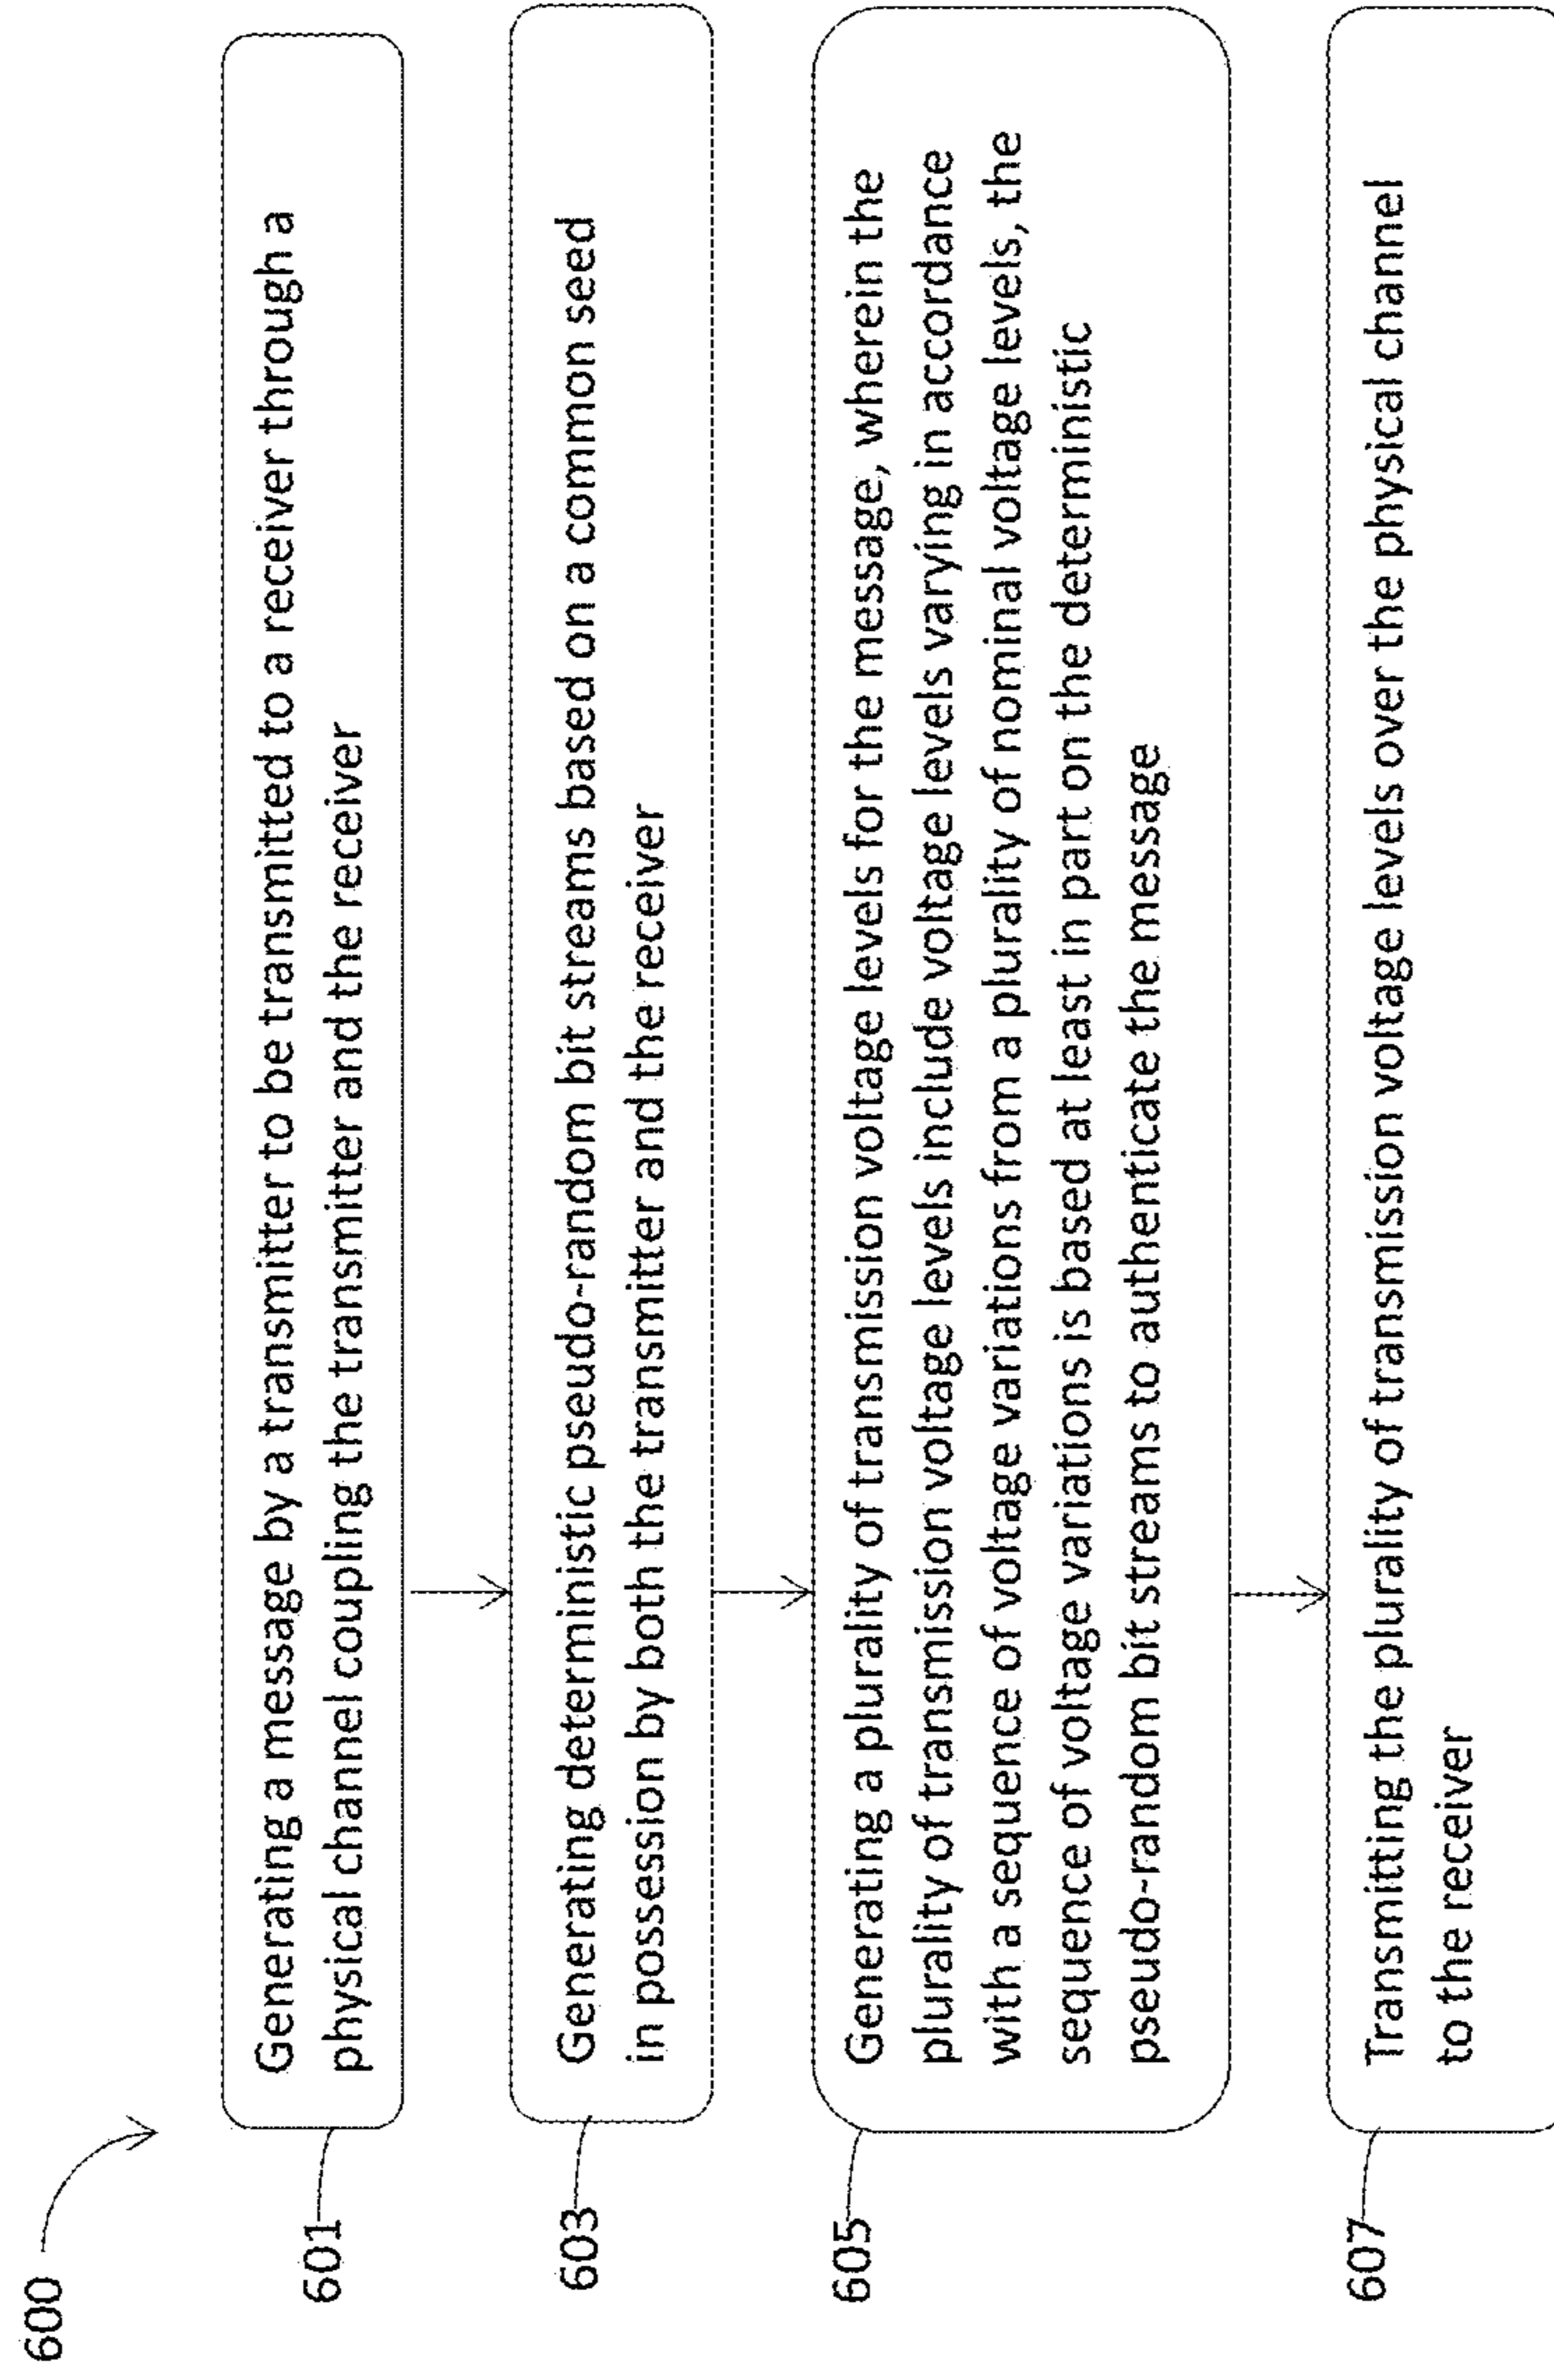 600
601
Generating a message by a transmitter to be transmitted to a receiver through a
physical channel coupling the transmitter and the receiver
603
Generating deterministic pseudo-random bit streams based on a common seed
in possession by both the transmitter and the receiver
605
Generating a plurality of transmission voltage levels for the message, wherein the
plurality of transmission voltage levels include voltage levels varying in accordance
with a sequence of voltage variations from a plurality of nominal voltage levels, the
sequence of voltage variations is based at least in part on the deterministic
pseudo-random bit streams to authenticate the message
607
Transmitting the plurality of transmission voltage levels over the physical channel
to the receiver